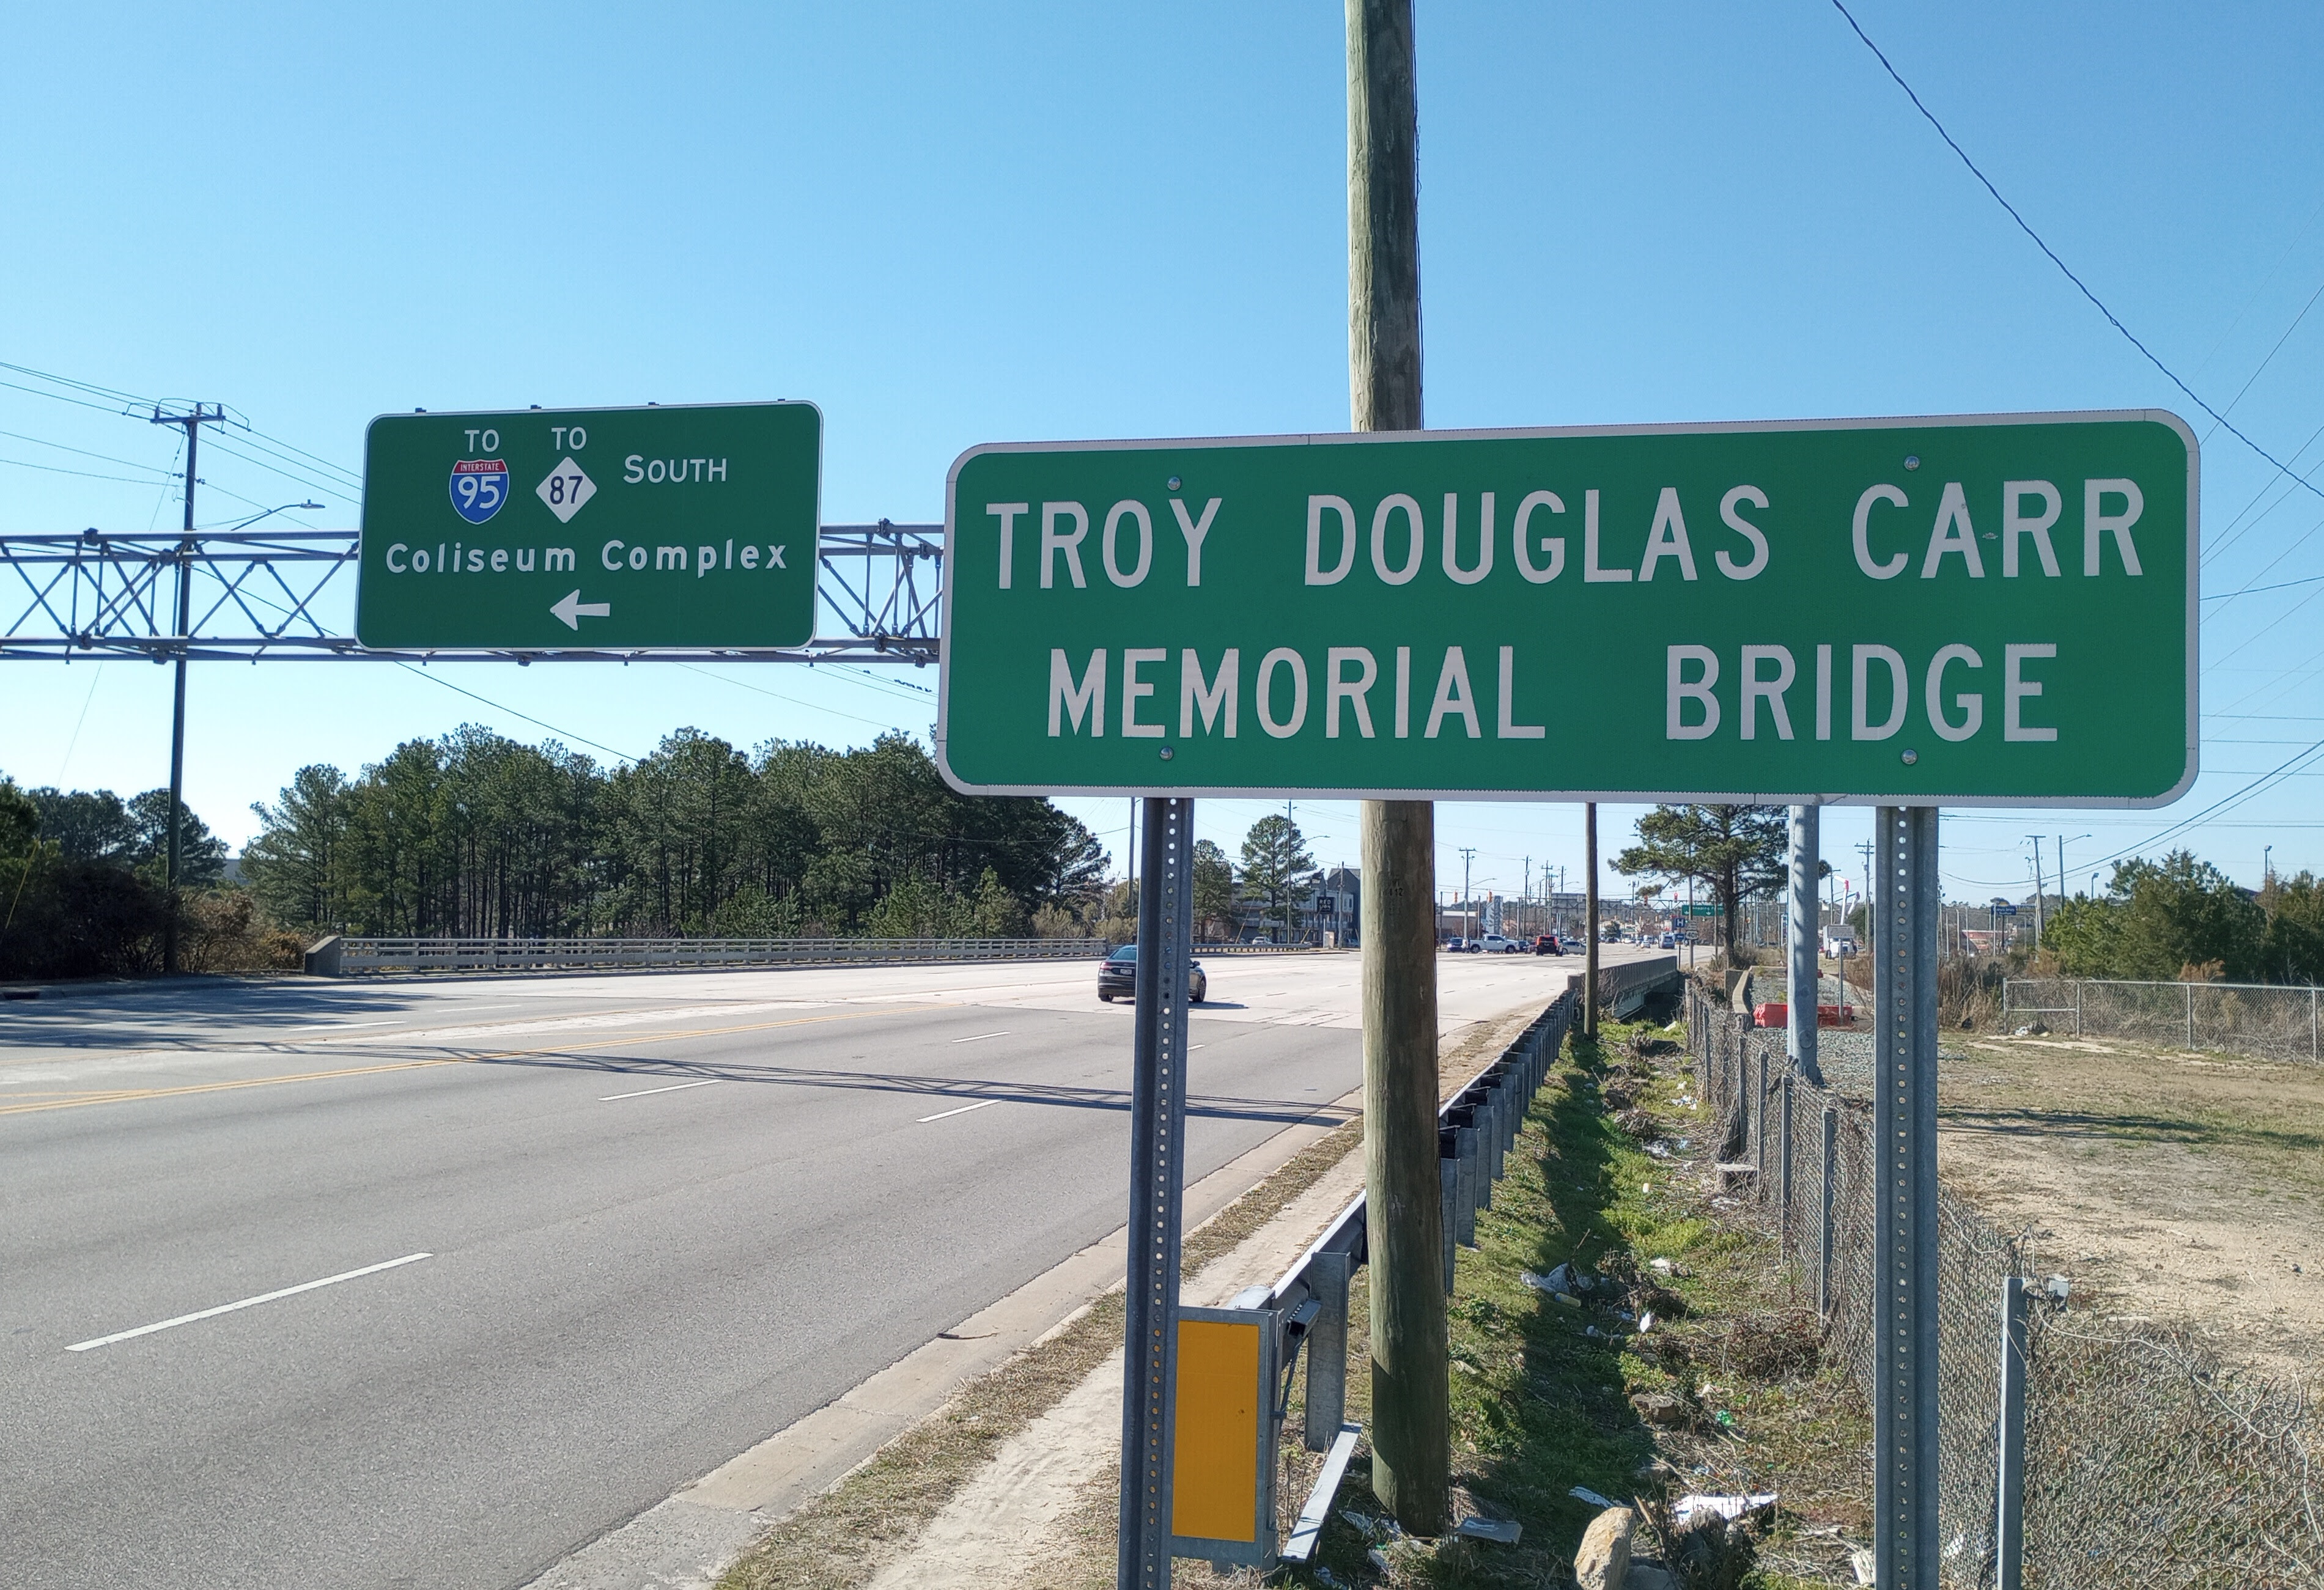 TO TO
INTERSTATE
95 87 SOUTH
Coliseum Complex
TROY DOUGLAS CARR
MEMORIAL BRIDGE